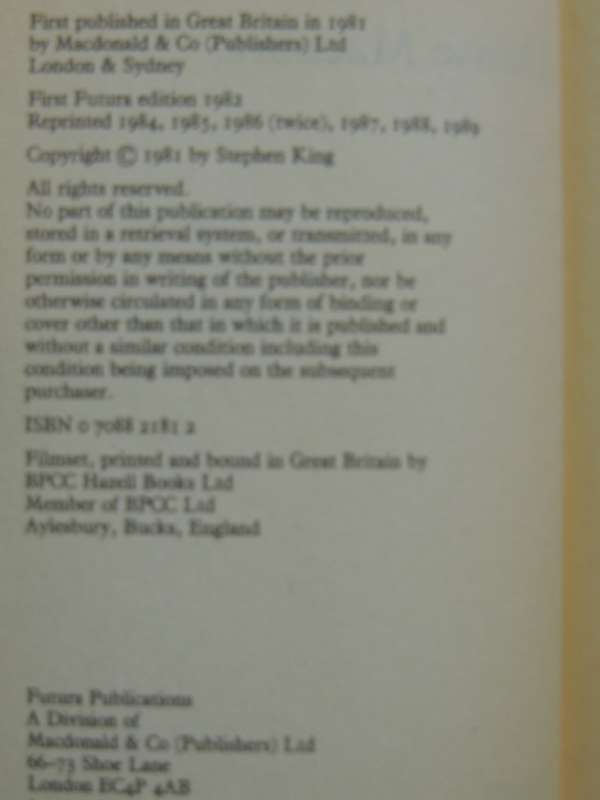 First published in Great Britain in 1981
by Macdonald & Co (Publishers) Ltd
London & Sydney
First Futura edition 1982
Reprinted 1984, 1985, 1986 (twice), 1987, 1988, 1989
Copyright © 1981 by Stephen King
All rights reserved.
No part of this publication may be reproduced,
stored in a retrieval system, or transmitted, in any
form or by any means without the prior
permission in writing of the publisher, nor be
otherwise circulated in any form of binding or
cover other than that in which it is published and
without a similar condition including this
condition being imposed on the subsequent
purchaser.
ISBN 0 7088 2181 2
Filmset, printed and bound in Great Britain by
BPCC Hazell Books Ltd
Member of BPCC Ltd
Aylesbury, Bucks, England
Futura Publications
A Division of
Macdonald & Co (Publishers) Ltd
66–73 Shoe Lane
London EC4P 4AB